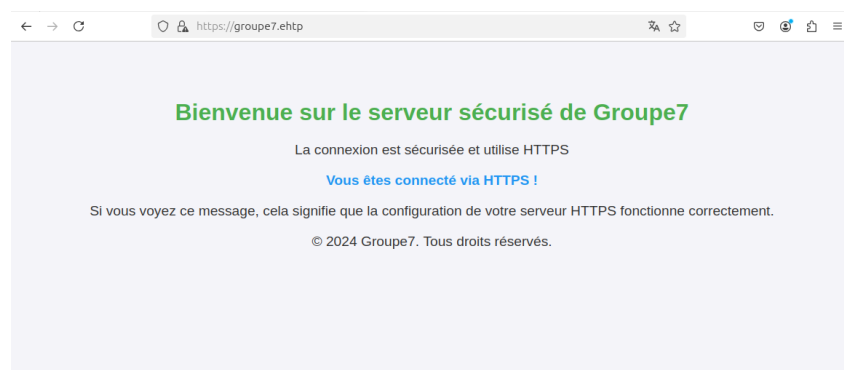 https://groupe7.ehtp
Bienvenue sur le serveur sécurisé de Groupe7
La connexion est sécurisée et utilise HTTPS
Vous êtes connecté via HTTPS !
Si vous voyez ce message, cela signifie que la configuration de votre serveur HTTPS fonctionne correctement.
© 2024 Groupe7. Tous droits réservés.